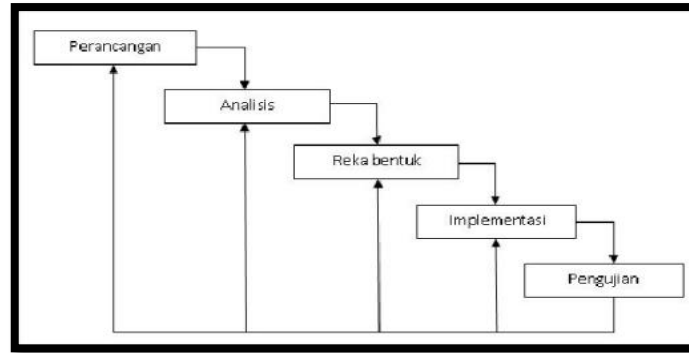 Perancangan
Analisis
Reka bentuk
Implementasi
Pengujian